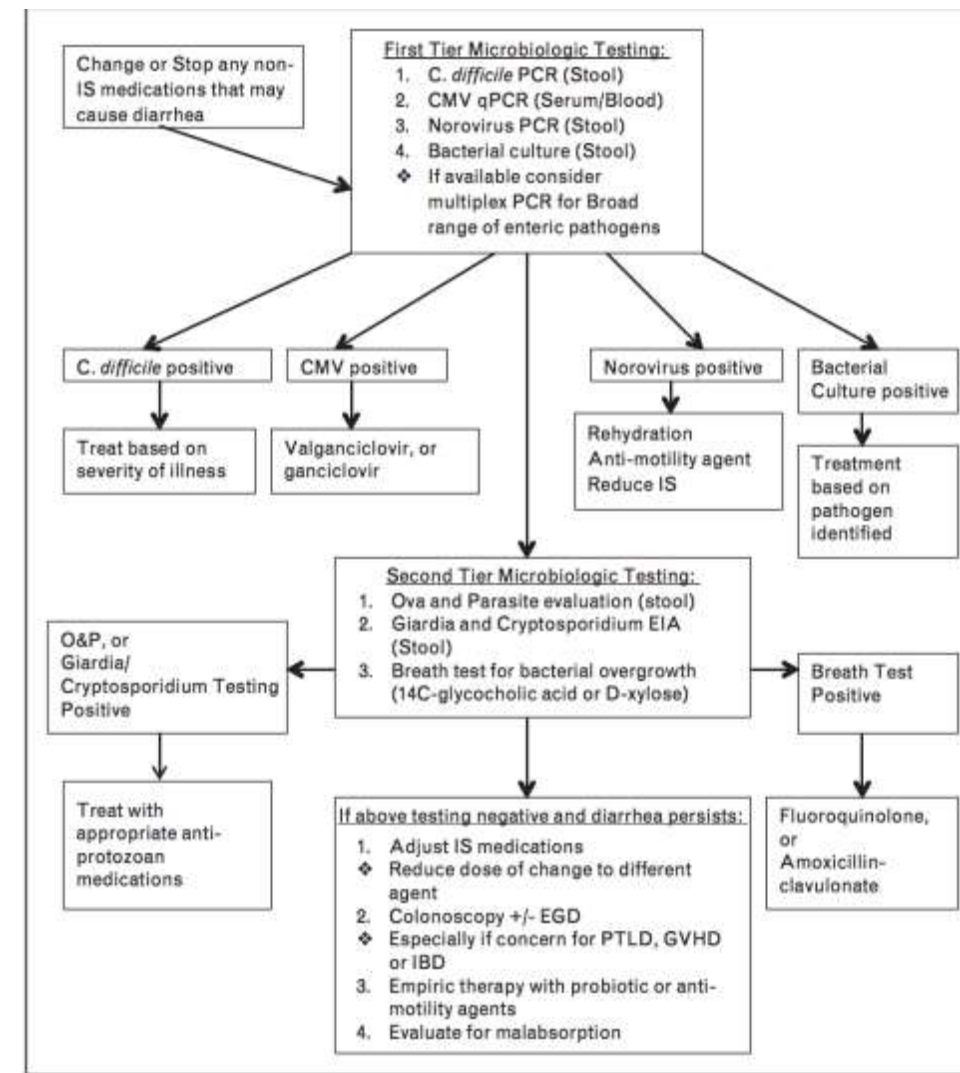 Change or Stop any non-
IS medications that may
cause diarrhea
First Tier Microbiologic Testing:
1. C. difficile PCR (Stool)
2. CMV qPCR (Serum/Blood)
3. Norovirus PCR (Stool)
4. Bacterial culture (Stool)
❖ If available consider
multiplex PCR for Broad
range of enteric pathogens
C. difficile positive
CMV positive
Norovirus positive
Bacterial
Culture positive
Treat based on
severity of illness
Valganciclovir, or
ganciclovir
Rehydration
Anti-motility agent
Reduce IS
Treatment
based on
pathogen
identified
Second Tier Microbiologic Testing:
1. Ova and Parasite evaluation (stool)
2. Giardia and Cryptosporidium EIA
(Stool)
3. Breath test for bacterial overgrowth
(14C-glycocholic acid or D-xylose)
O&P, or
Giardia/
Cryptosporidium Testing
Positive
Breath Test
Positive
Treat with
appropriate anti-
protozoan
medications
If above testing negative and diarrhea persists:
1. Adjust IS medications
❖ Reduce dose of change to different
agent
2. Colonoscopy +/- EGD
❖ Especially if concern for PTLD, GVHD
or IBD
3. Empiric therapy with probiotic or anti-
motility agents
4. Evaluate for malabsorption
Fluoroquinolone,
or
Amoxicillin-
clavulonate